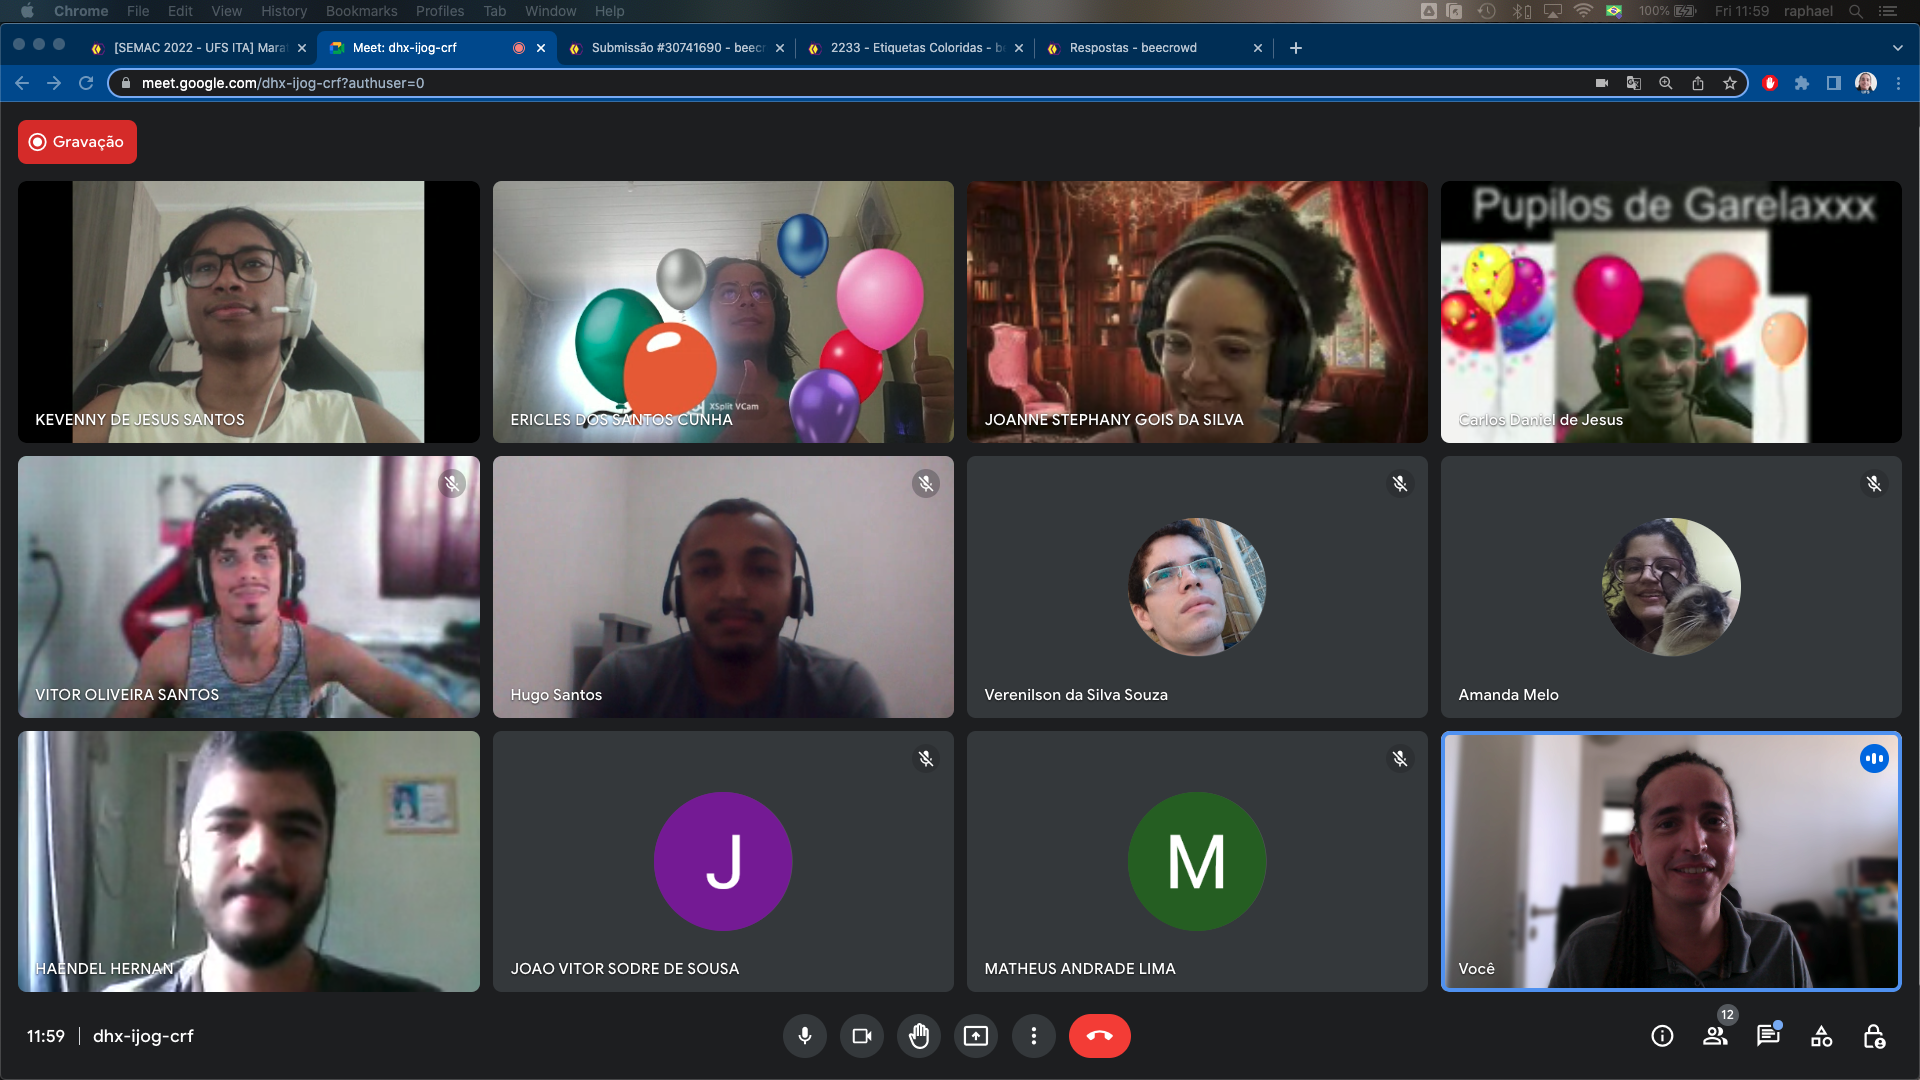 Chrome File Edit View History Bookmarks Profiles Tab Window Help 100% Fri 11:59 raphael
[SEMAC 2022 - UFS ITA] Mara Meet: dhx-ijog-crf Submissão #30741690 - beecr 2233 - Etiquetas Coloridas - be Respostas - beecrowd
meet.google.com/dhx-ijog-crf?authuser=0
Gravação
Pupilos de Garelaxxx
XSplit VCam
KEVENNY DE JESUS SANTOS
ERICLES DOS SANTOS CUNHA
JOANNE STEPHANY GOIS DA SILVA
Carlos Daniel de Jesus
VITOR OLIVEIRA SANTOS
Hugo Santos
Verenilson da Silva Souza
Amanda Melo
J
M
HAENDEL HERNAN
JOAO VITOR SODRE DE SOUSA
MATHEUS ANDRADE LIMA
Você
11:59 dhx-ijog-crf
12